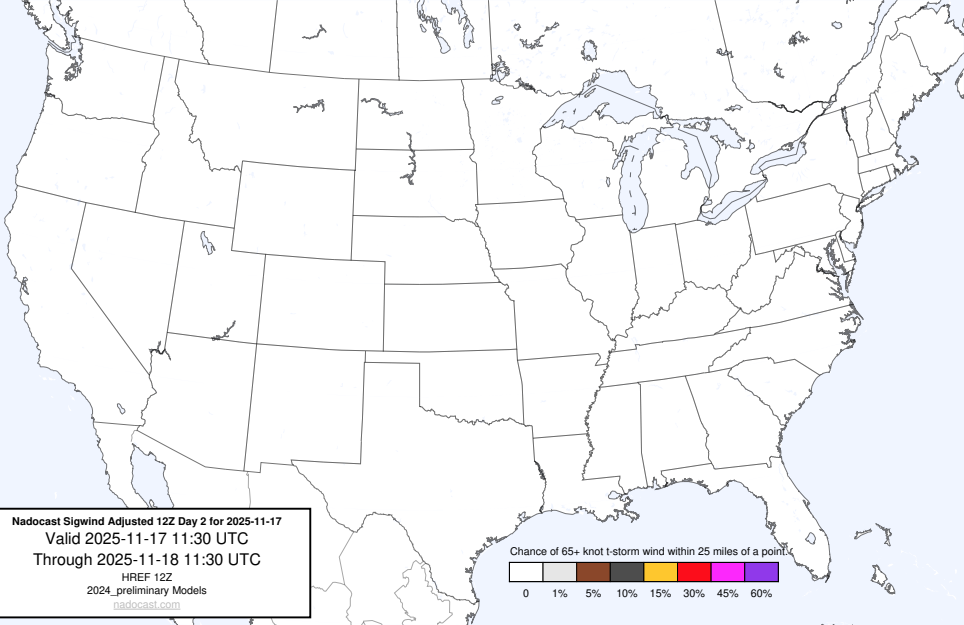 Nadocast Sigwind Adjusted 12Z Day 2 for 2025-11-17
Valid 2025-11-17 11:30 UTC
Through 2025-11-18 11:30 UTC
HREF 12Z
2024_preliminary Models
nadocast.com
Chance of 65+ knot t-storm wind within 25 miles of a point.
0 1% 5% 10% 15% 30% 45% 60%